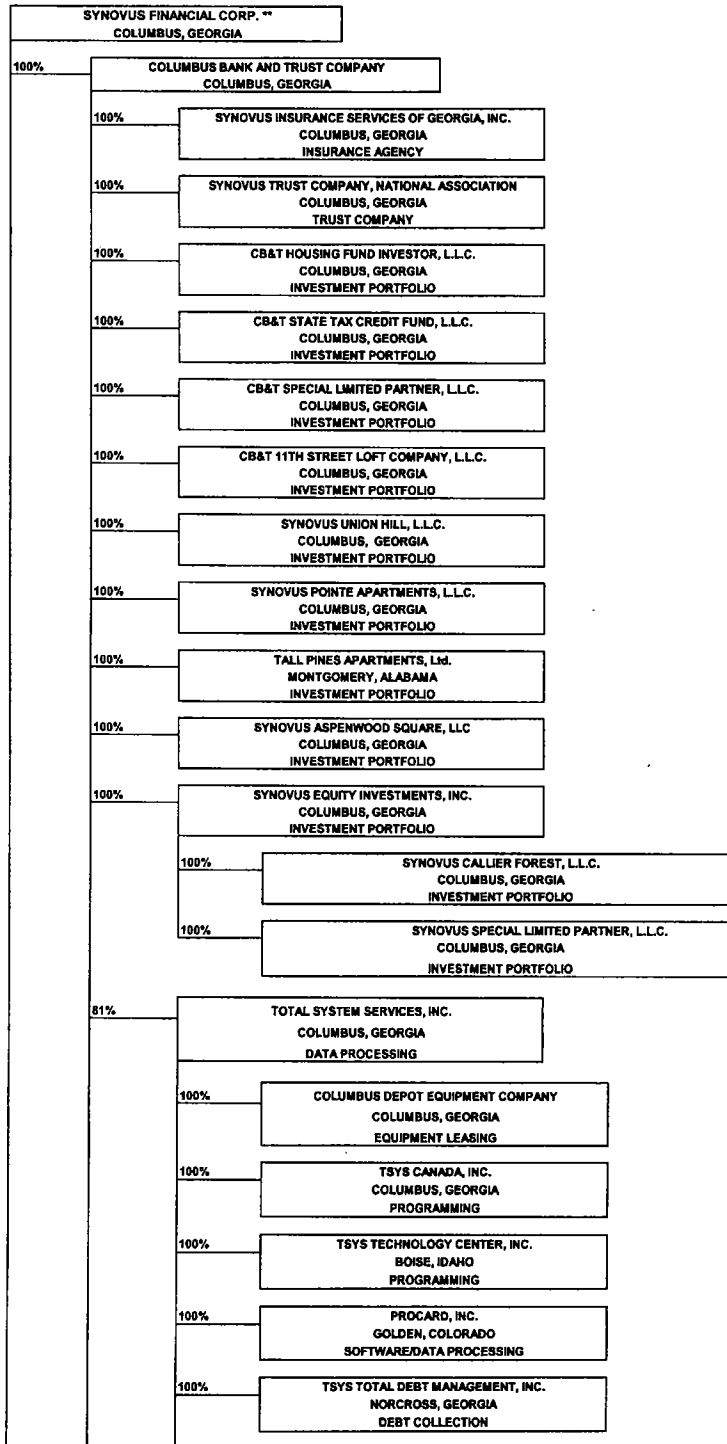 SYNOVUS FINANCIAL CORP. **
COLUMBUS, GEORGIA
100%
COLUMBUS BANK AND TRUST COMPANY
COLUMBUS, GEORGIA
100%
SYNOVUS INSURANCE SERVICES OF GEORGIA, INC.
COLUMBUS, GEORGIA
INSURANCE AGENCY
100%
SYNOVUS TRUST COMPANY, NATIONAL ASSOCIATION
COLUMBUS, GEORGIA
TRUST COMPANY
100%
CB&T HOUSING FUND INVESTOR, L.L.C.
COLUMBUS, GEORGIA
INVESTMENT PORTFOLIO
100%
CB&T STATE TAX CREDIT FUND, L.L.C.
COLUMBUS, GEORGIA
INVESTMENT PORTFOLIO
100%
CB&T SPECIAL LIMITED PARTNER, L.L.C.
COLUMBUS, GEORGIA
INVESTMENT PORTFOLIO
100%
CB&T 11TH STREET LOFT COMPANY, L.L.C.
COLUMBUS, GEORGIA
INVESTMENT PORTFOLIO
100%
SYNOVUS UNION HILL, L.L.C.
COLUMBUS, GEORGIA
INVESTMENT PORTFOLIO
100%
SYNOVUS POINTE APARTMENTS, L.L.C.
COLUMBUS, GEORGIA
INVESTMENT PORTFOLIO
100%
TALL PINES APARTMENTS, Ltd.
MONTGOMERY, ALABAMA
INVESTMENT PORTFOLIO
100%
SYNOVUS ASPENWOOD SQUARE, LLC
COLUMBUS, GEORGIA
INVESTMENT PORTFOLIO
100%
SYNOVUS EQUITY INVESTMENTS, INC.
COLUMBUS, GEORGIA
INVESTMENT PORTFOLIO
100%
SYNOVUS CALLIER FOREST, L.L.C.
COLUMBUS, GEORGIA
INVESTMENT PORTFOLIO
100%
SYNOVUS SPECIAL LIMITED PARTNER, L.L.C.
COLUMBUS, GEORGIA
INVESTMENT PORTFOLIO
81%
TOTAL SYSTEM SERVICES, INC.
COLUMBUS, GEORGIA
DATA PROCESSING
100%
COLUMBUS DEPOT EQUIPMENT COMPANY
COLUMBUS, GEORGIA
EQUIPMENT LEASING
100%
TSYS CANADA, INC.
COLUMBUS, GEORGIA
PROGRAMMING
100%
TSYS TECHNOLOGY CENTER, INC.
BOISE, IDAHO
PROGRAMMING
100%
PROCARD, INC.
GOLDEN, COLORADO
SOFTWARE/DATA PROCESSING
100%
TSYS TOTAL DEBT MANAGEMENT, INC.
NORCROSS, GEORGIA
DEBT COLLECTION